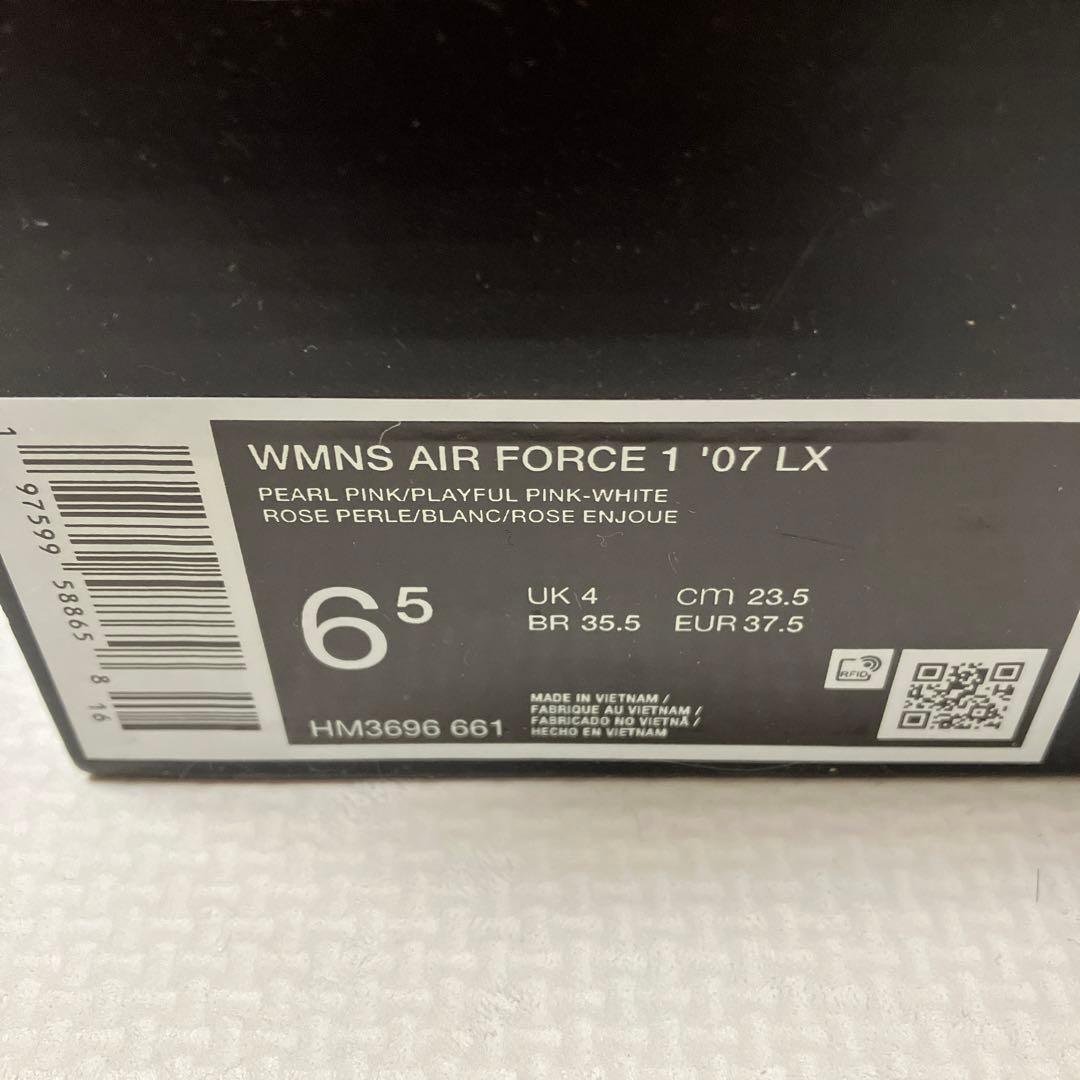 WMNS AIR FORCE 1 '07 LX
PEARL PINK/PLAYFUL PINK-WHITE
ROSE PERLE/BLANC/ROSE ENJOUE
6 5
UK 4 cm 23.5
BR 35.5 EUR 37.5
RFID
MADE IN VIETNAM /
FABRIQUE AU VIETNAM /
FABRICADO NO VIETNÃ /
HECHO EN VIETNAM
HM3696 661
1 97599 58865 8 16